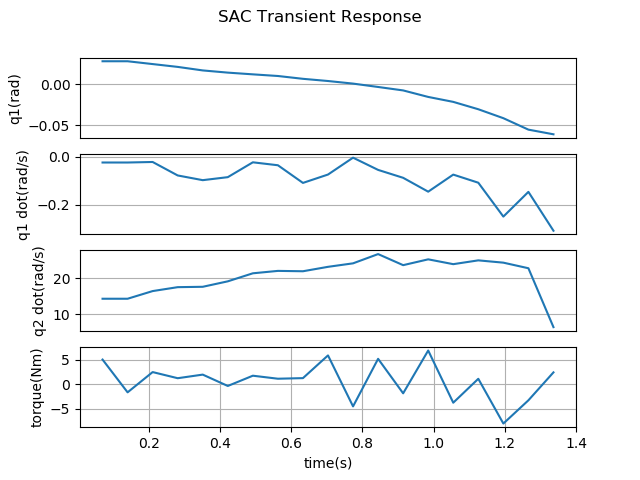 SAC Transient Response
q1(rad)
0.00
−0.05
q1 dot(rad/s)
0.0
−0.2
q2 dot(rad/s)
20
10
torque(Nm)
5
0
−5
0.2 0.4 0.6 0.8 1.0 1.2 1.4
time(s)